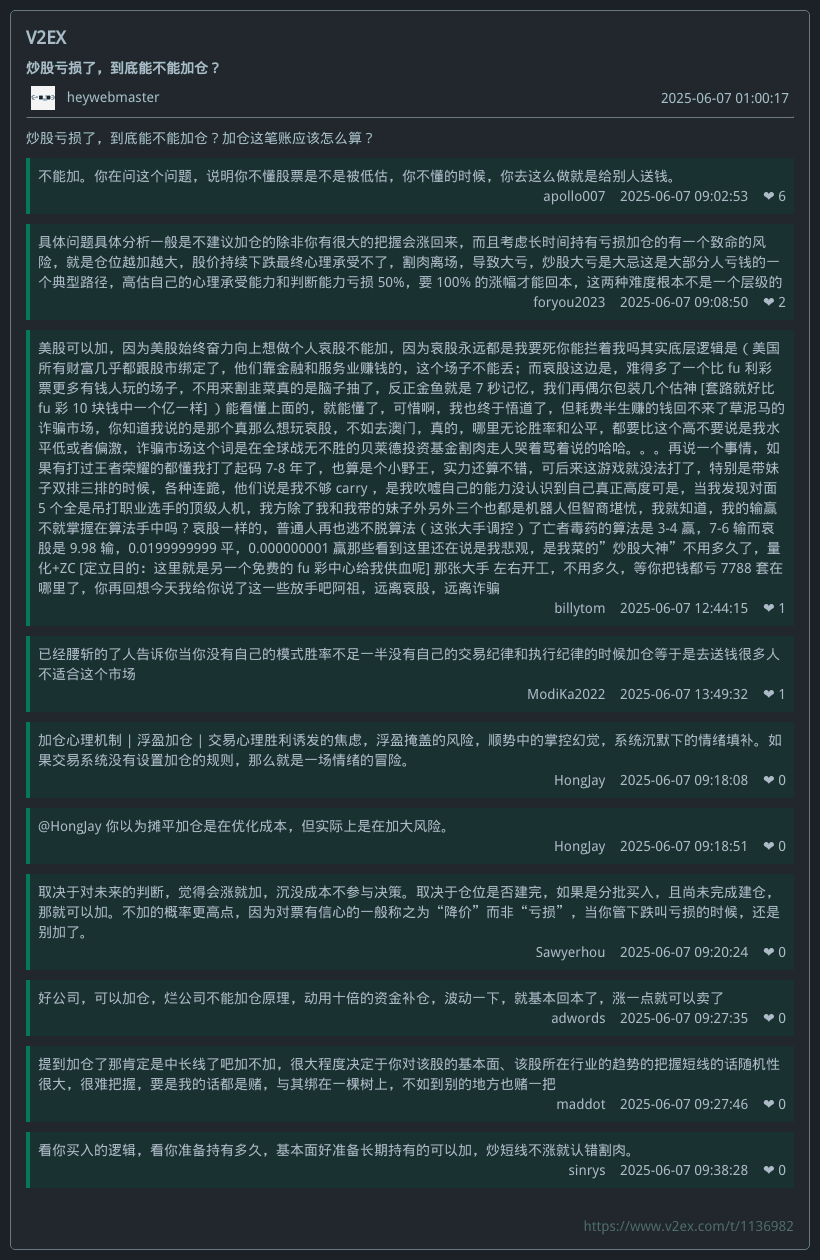 V2EX
炒股亏损了，到底能不能加仓？
heywebmaster 2025-06-07 01:00:17
炒股亏损了，到底能不能加仓？加仓这笔账应该怎么算？
不能加。你在问这个问题，说明你不懂股票是不是被低估，你不懂的时候，你去这么做就是给别人送钱。
apollo007 2025-06-07 09:02:53 ❤ 6
具体问题具体分析一般是不建议加仓的除非你有很大的把握会涨回来，而且考虑长时间持有亏损加仓的有一个致命的风
险，就是仓位越加越大，股价持续下跌最终心理承受不了，割肉离场，导致大亏，炒股大亏是大忌这是大部分人亏钱的一
个典型路径，高估自己的心理承受能力和判断能力亏损 50%，要 100% 的涨幅才能回本，这两种难度根本不是一个层级的
foryou2023 2025-06-07 09:08:50 ❤ 2
美股可以加，因为美股始终奋力向上想做个人哀股不能加，因为哀股永远都是我要死你能拦着我吗其实底层逻辑是（美国
所有财富几乎都跟股市绑定了，他们靠金融和服务业赚钱的，这个场子不能丢；而哀股这边是，难得多了一个比 fu 利彩
票更多有钱人玩的场子，不用来割韭菜真的是脑子抽了，反正金鱼就是 7 秒记忆，我们再偶尔包装几个估神 [套路就好比
fu 彩 10 块钱中一个亿一样] ）能看懂上面的，就能懂了，可惜啊，我也终于悟道了，但耗费半生赚的钱回不来了草泥马的
诈骗市场，你知道我说的是那个真那么想玩哀股，不如去澳门，真的，哪里无论胜率和公平，都要比这个高不要说是我水
平低或者偏激，诈骗市场这个词是在全球战无不胜的贝莱德投资基金割肉走人哭着骂着说的哈哈。。。再说一个事情，如
果有打过王者荣耀的都懂我打了起码 7-8 年了，也算是个小野王，实力还算不错，可后来这游戏就没法打了，特别是带妹
子双排三排的时候，各种连跪，他们说是我不够 carry ，是我吹嘘自己的能力没认识到自己真正高度可是，当我发现对面
5 个全是吊打职业选手的顶级人机，我方除了我和我带的妹子外另外三个也都是机器人但智商堪忧，我就知道，我的输赢
不就掌握在算法手中吗？哀股一样的，普通人再也逃不脱算法（这张大手调控）了亡者毒药的算法是 3-4 赢，7-6 输而哀
股是 9.98 输，0.0199999999 平，0.000000001 赢那些看到这里还在说是我悲观，是我菜的”炒股大神”不用多久了，量
化+ZC [定立目的：这里就是另一个免费的 fu 彩中心给我供血呢] 那张大手 左右开工，不用多久，等你把钱都亏 7788 套在
哪里了，你再回想今天我给你说了这一些放手吧阿祖，远离哀股，远离诈骗
billytom 2025-06-07 12:44:15 ❤ 1
已经腰斩的了人告诉你当你没有自己的模式胜率不足一半没有自己的交易纪律和执行纪律的时候加仓等于是去送钱很多人
不适合这个市场
ModiKa2022 2025-06-07 13:49:32 ❤ 1
加仓心理机制｜浮盈加仓｜交易心理胜利诱发的焦虑，浮盈掩盖的风险，顺势中的掌控幻觉，系统沉默下的情绪填补。如
果交易系统没有设置加仓的规则，那么就是一场情绪的冒险。
HongJay 2025-06-07 09:18:08 ❤ 0
@HongJay 你以为摊平加仓是在优化成本，但实际上是在加大风险。
HongJay 2025-06-07 09:18:51 ❤ 0
取决于对未来的判断，觉得会涨就加，沉没成本不参与决策。取决于仓位是否建完，如果是分批买入，且尚未完成建仓，
那就可以加。不加的概率更高点，因为对票有信心的一般称之为“降价”而非“亏损”，当你管下跌叫亏损的时候，还是
别加了。
Sawyerhou 2025-06-07 09:20:24 ❤ 0
好公司，可以加仓，烂公司不能加仓原理，动用十倍的资金补仓，波动一下，就基本回本了，涨一点就可以卖了
adwords 2025-06-07 09:27:35 ❤ 0
提到加仓了那肯定是中长线了吧加不加，很大程度决定于你对该股的基本面、该股所在行业的趋势的把握短线的话随机性
很大，很难把握，要是我的话都是赌，与其绑在一棵树上，不如到别的地方也赌一把
maddot 2025-06-07 09:27:46 ❤ 0
看你买入的逻辑，看你准备持有多久，基本面好准备长期持有的可以加，炒短线不涨就认错割肉。
sinrys 2025-06-07 09:38:28 ❤ 0
https://www.v2ex.com/t/1136982